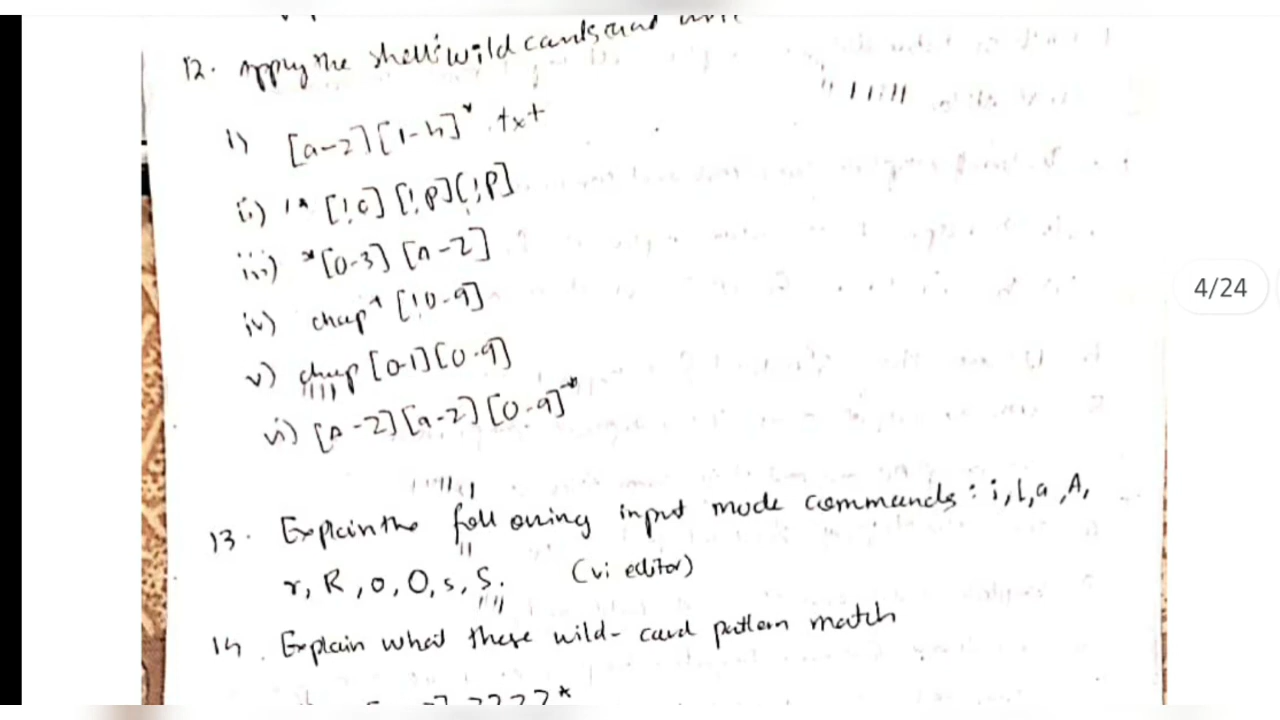 12. Apply the shell wild cards and
i) [a-z][1-4]*.txt
ii) *[!c][!p][!p]
iii) *[0-3][a-z]
iv) chap*[!0-9]
v) chap[0-1][0-9]
vi) [A-Z][a-z][0-9]*
13. Explain the following input mode commands: i, I, a, A,
r, R, o, O, s, S. (vi editor)
14. Explain what these wild-card pattern match
????*
4/24